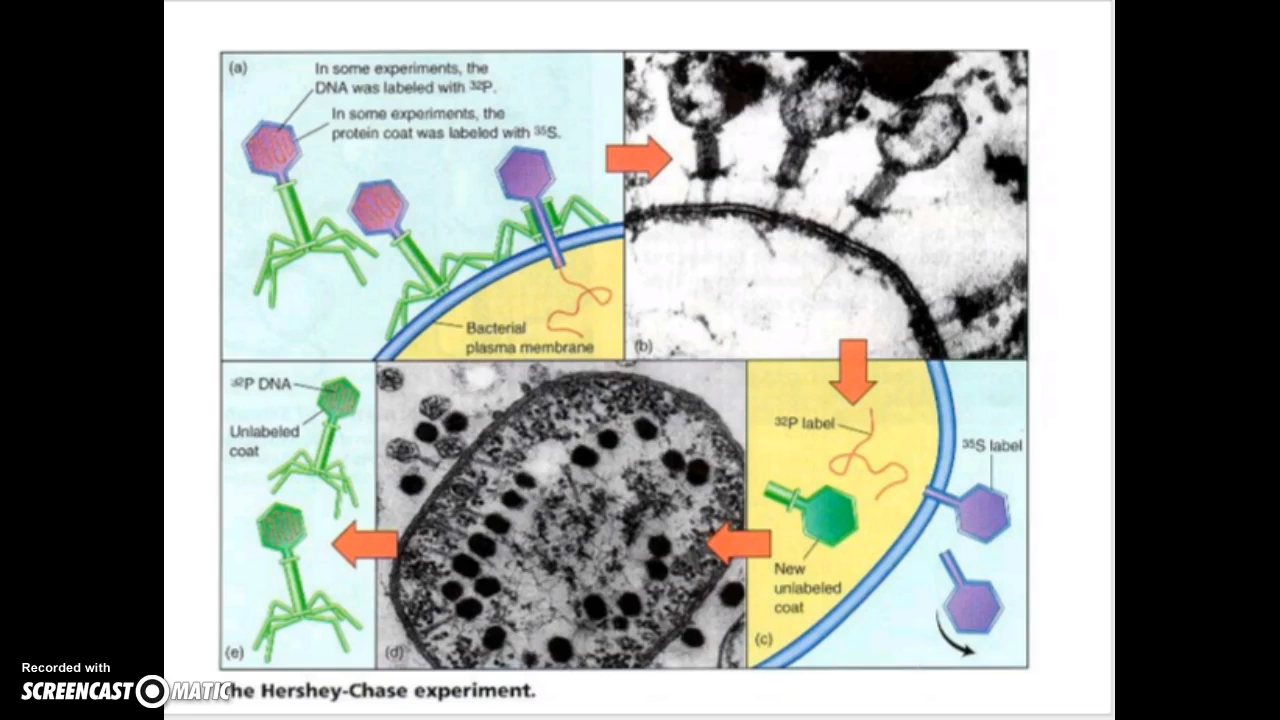 (a)
In some experiments, the
DNA was labeled with ³²P.
In some experiments, the
protein coat was labeled with ³⁵S.
Bacterial
plasma membrane
(b)
³²P DNA
Unlabeled
coat
(e)
(d)
³²P label
³⁵S label
New
unlabeled
coat
(c)
Recorded with
SCREENCAST MATIC
he Hershey-Chase experiment.